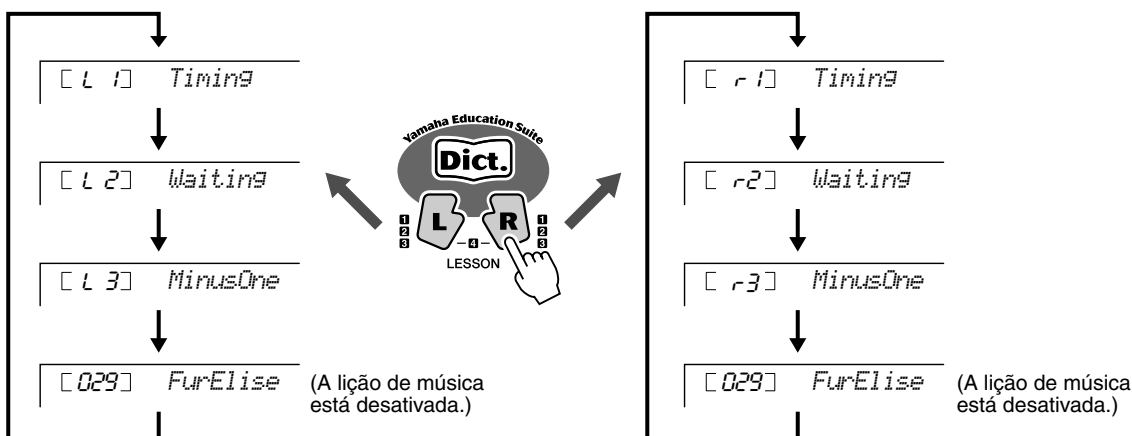 [L 1] Timing
[L 2] Waiting
[L 3] MinusOne
[029] FurElise
(A lição de música
está desativada.)
Yamaha Education Suite
Dict.
1
2
3
L
R
1
2
3
–4–
LESSON
[ r1] Timing
[ r2] Waiting
[ r3] MinusOne
[029] FurElise
(A lição de música
está desativada.)